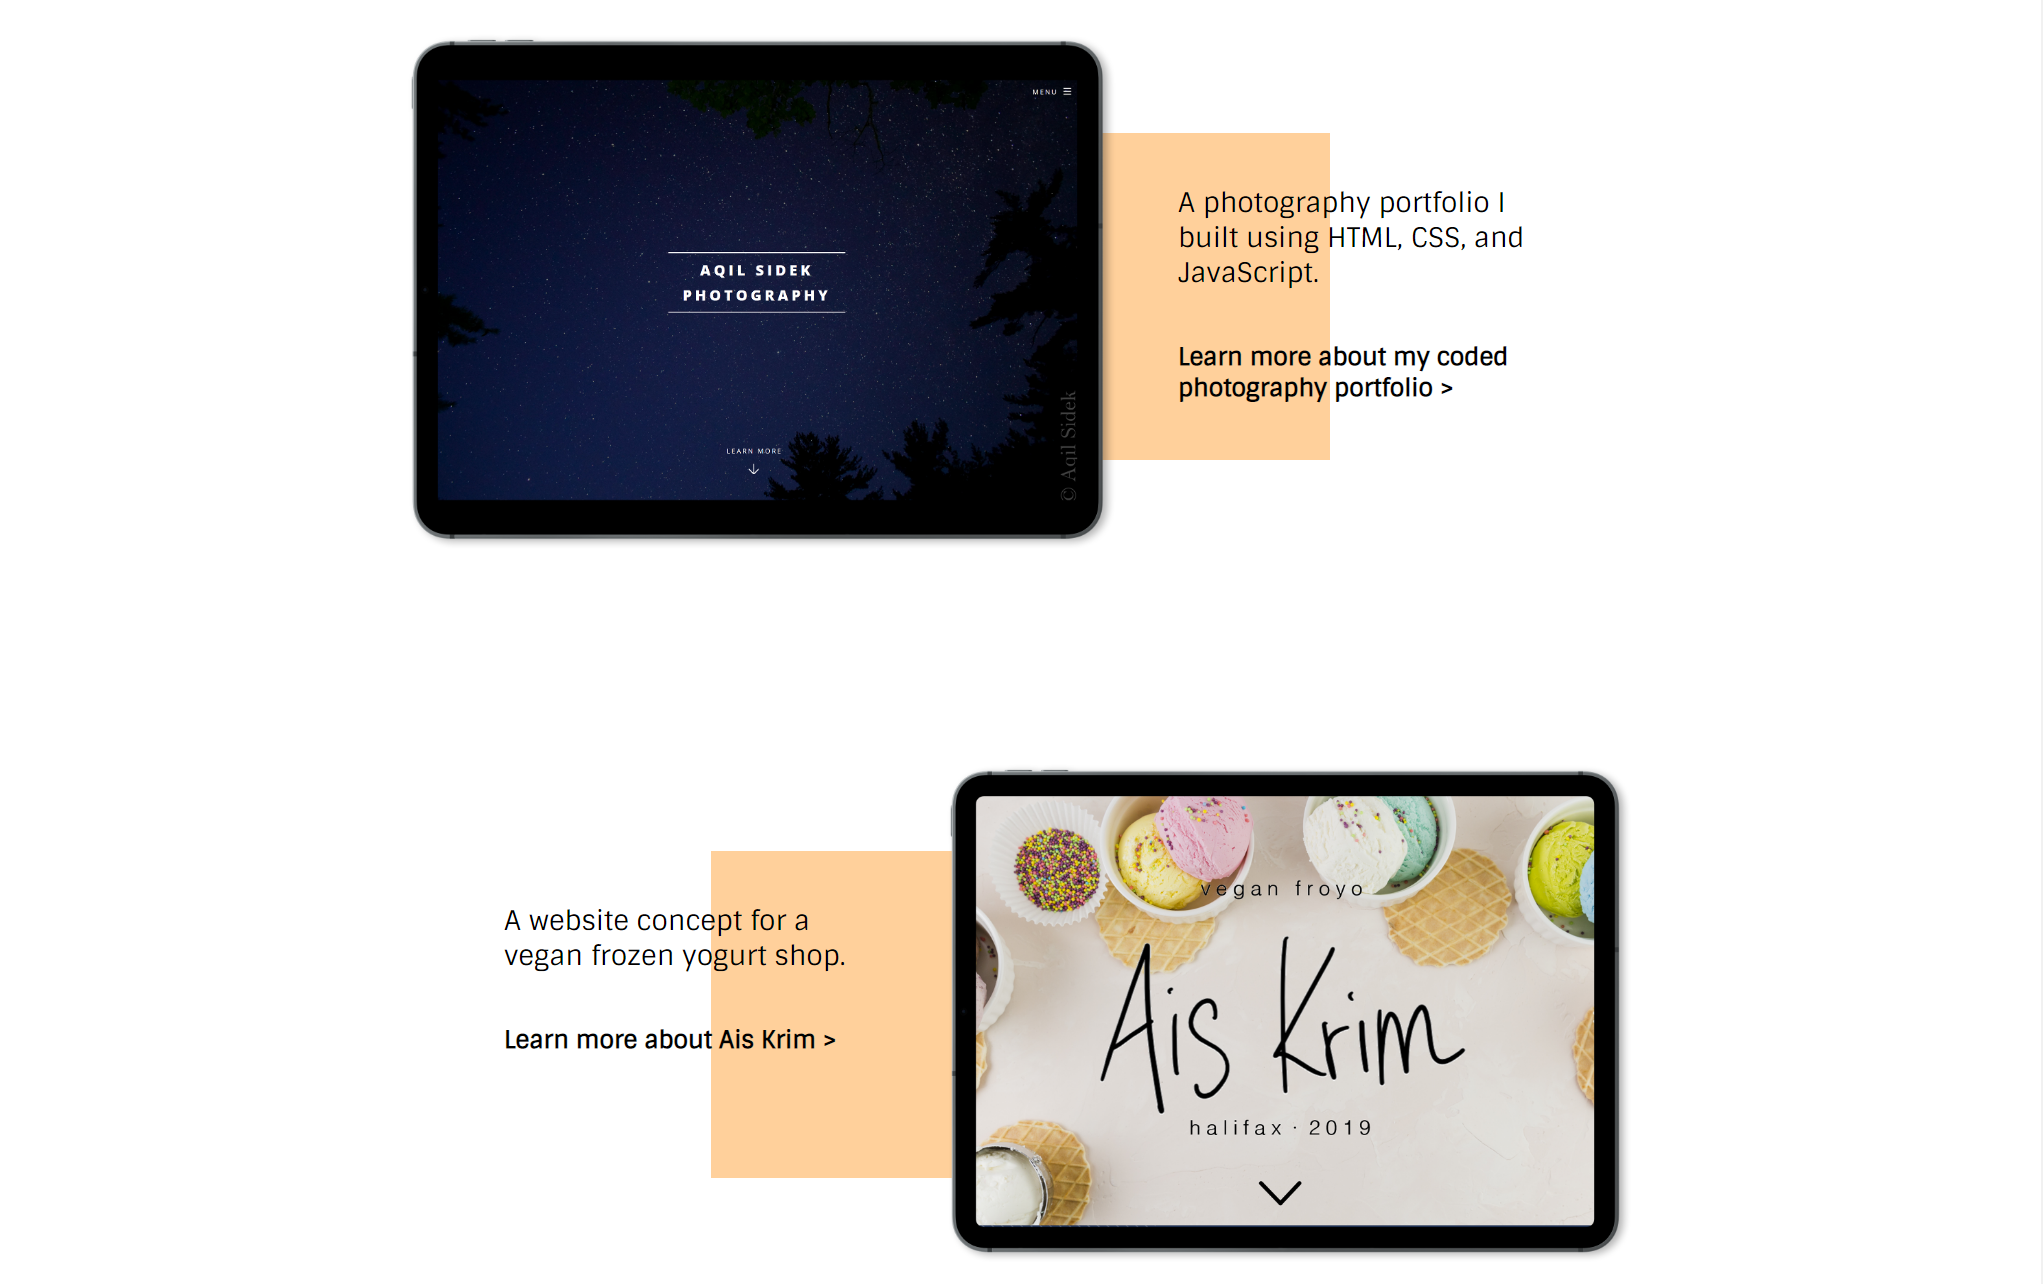 MENU
AQIL SIDEK
PHOTOGRAPHY
LEARN MORE
© Aqil Sidek
A photography portfolio I
built using HTML, CSS, and
JavaScript.
Learn more about my coded
photography portfolio >
A website concept for a
vegan frozen yogurt shop.
Learn more about Ais Krim >
vegan froyo
Ais Krim
halifax · 2019